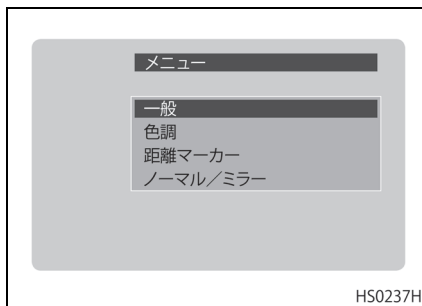 メニュー
一般
色調
距離マーカー
ノーマル／ミラー
HS0237H